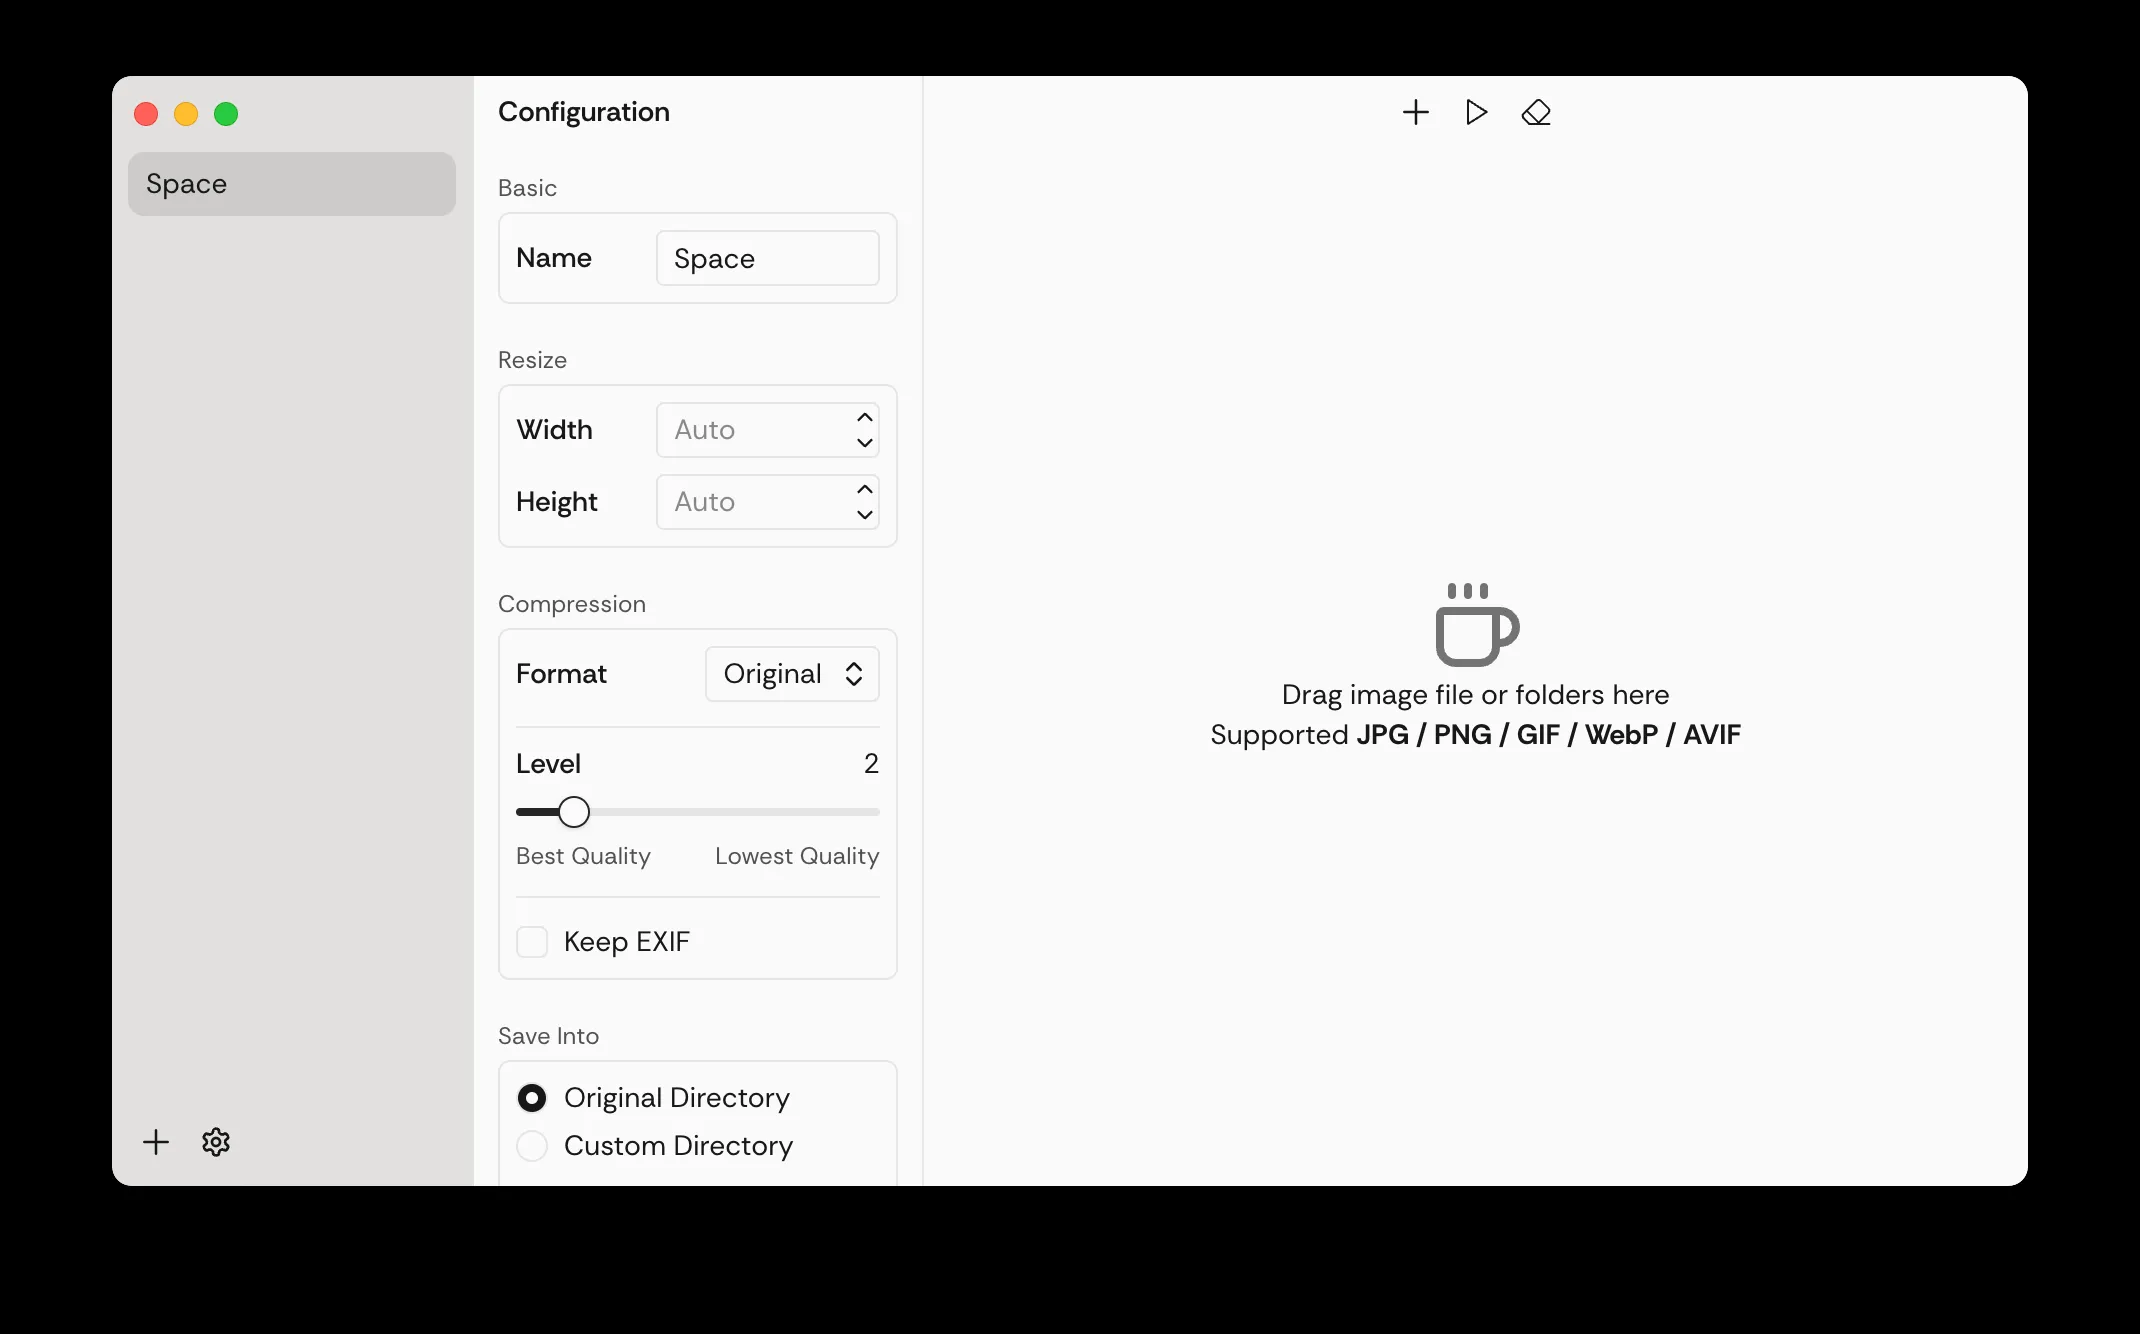 Space
Configuration
Basic
Name
Space
Resize
Width
Auto
Height
Auto
Compression
Format
Original
Level
2
Best Quality
Lowest Quality
Keep EXIF
Save Into
Original Directory
Custom Directory
Drag image file or folders here
Supported JPG / PNG / GIF / WebP / AVIF